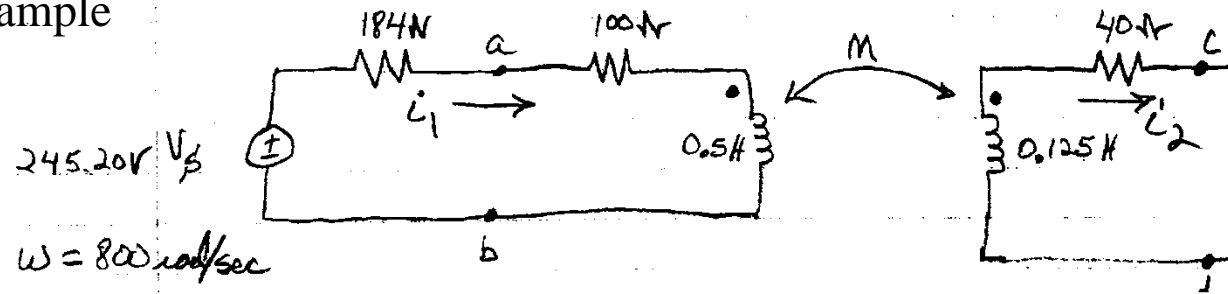 ample
184Ω a 100Ω M 40Ω c
i₁ i₂
245.20V Vs 0.5H 0.125H
ω = 800 rad/sec b d